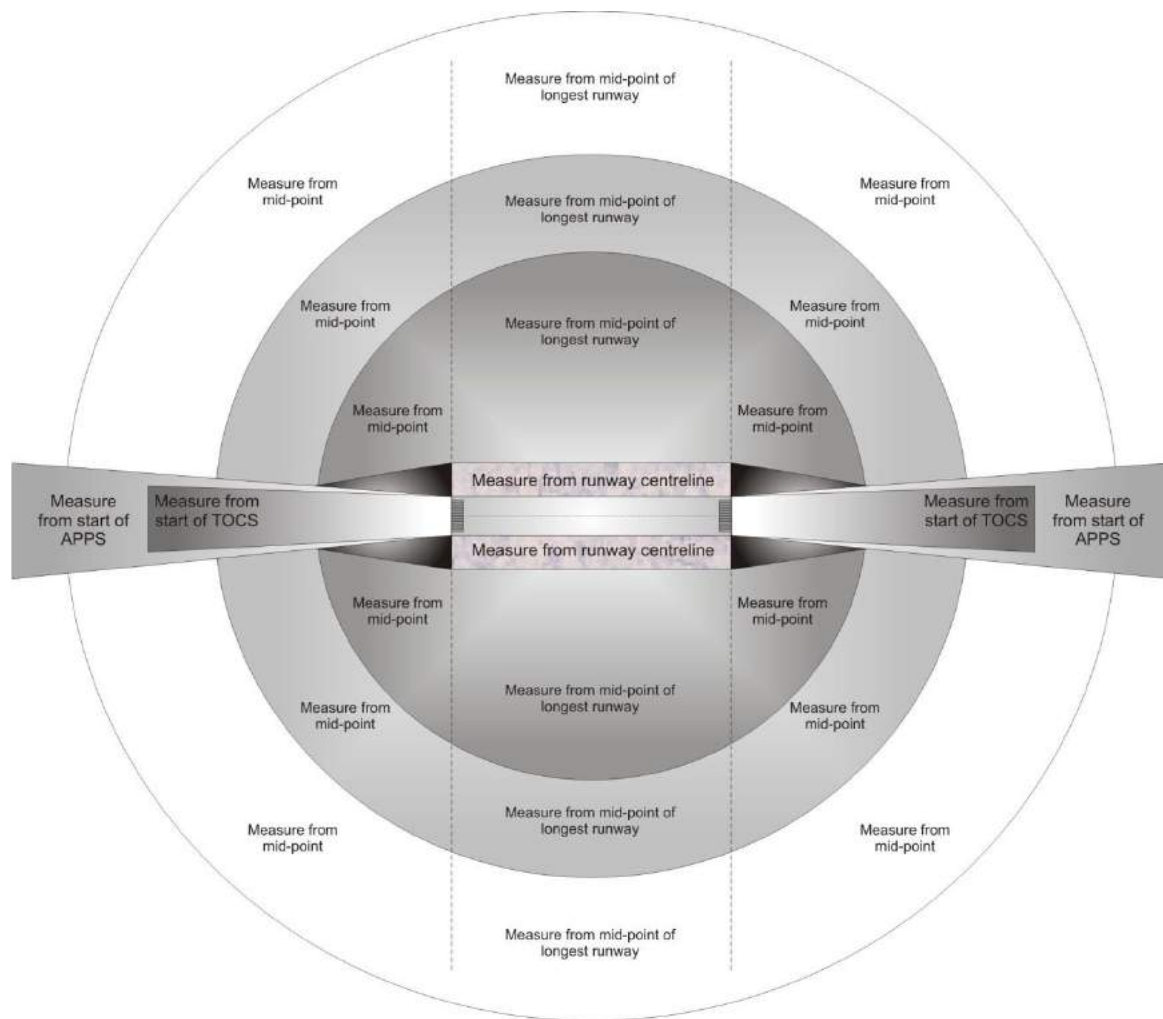 Measure from mid-point of
longest runway
Measure from
mid-point
Measure from
mid-point
Measure from mid-point of
longest runway
Measure from
mid-point
Measure from
mid-point
Measure from mid-point of
longest runway
Measure from
mid-point
Measure from
mid-point
Measure from runway centreline
Measure
from start of
APPS
Measure from
start of TOCS
Measure from
start of TOCS
Measure
from start of
APPS
Measure from runway centreline
Measure from
mid-point
Measure from
mid-point
Measure from mid-point of
longest runway
Measure from
mid-point
Measure from
mid-point
Measure from mid-point of
longest runway
Measure from
mid-point
Measure from
mid-point
Measure from mid-point of
longest runway